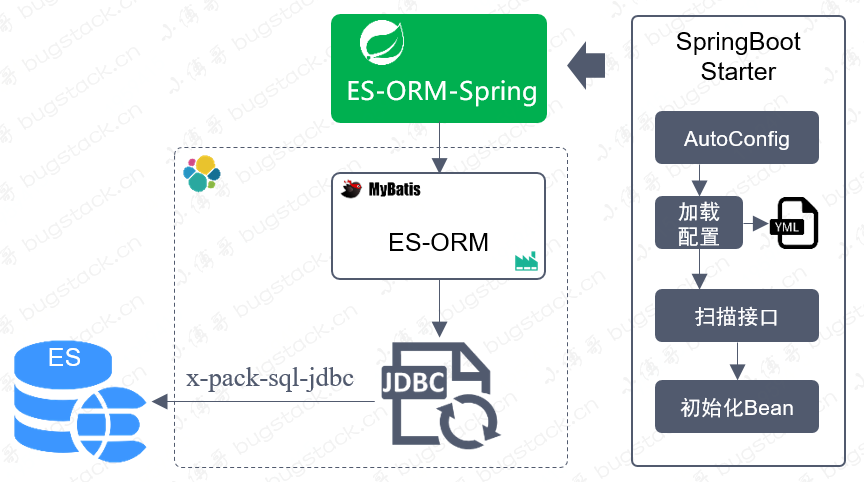 ES-ORM-Spring
MyBatis
ES-ORM
ES
x-pack-sql-jdbc
JDBC
SpringBoot
Starter
AutoConfig
加载
配置
YML
扫描接口
初始化Bean
小傅哥 bugstack.cn